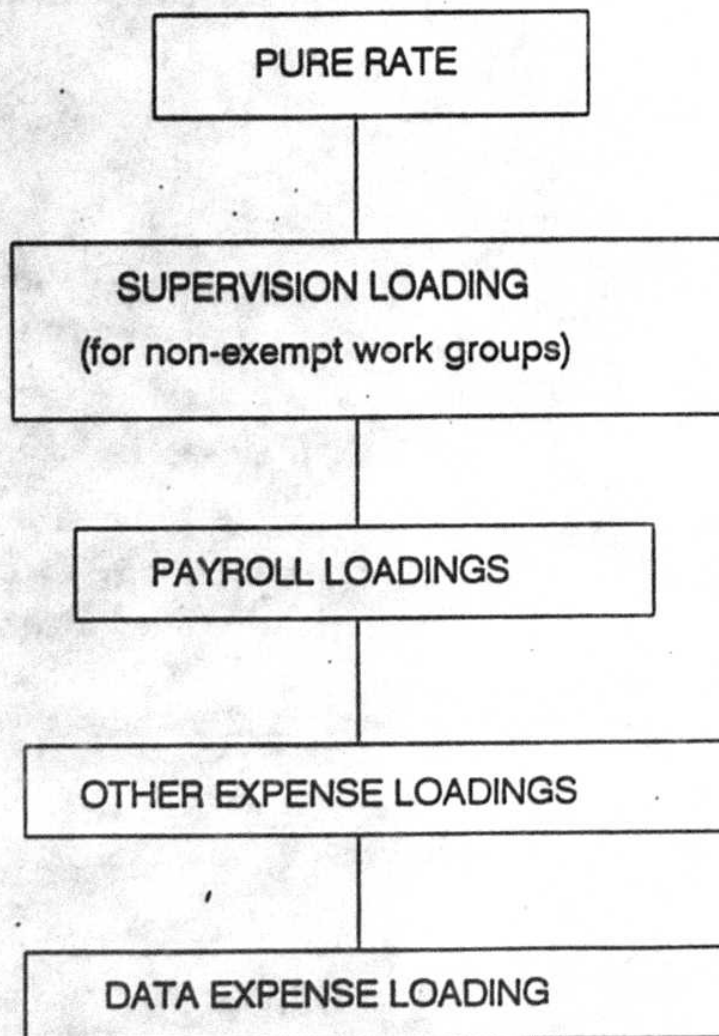 PURE RATE
SUPERVISION LOADING
(for non-exempt work groups)
PAYROLL LOADINGS
OTHER EXPENSE LOADINGS
DATA EXPENSE LOADING